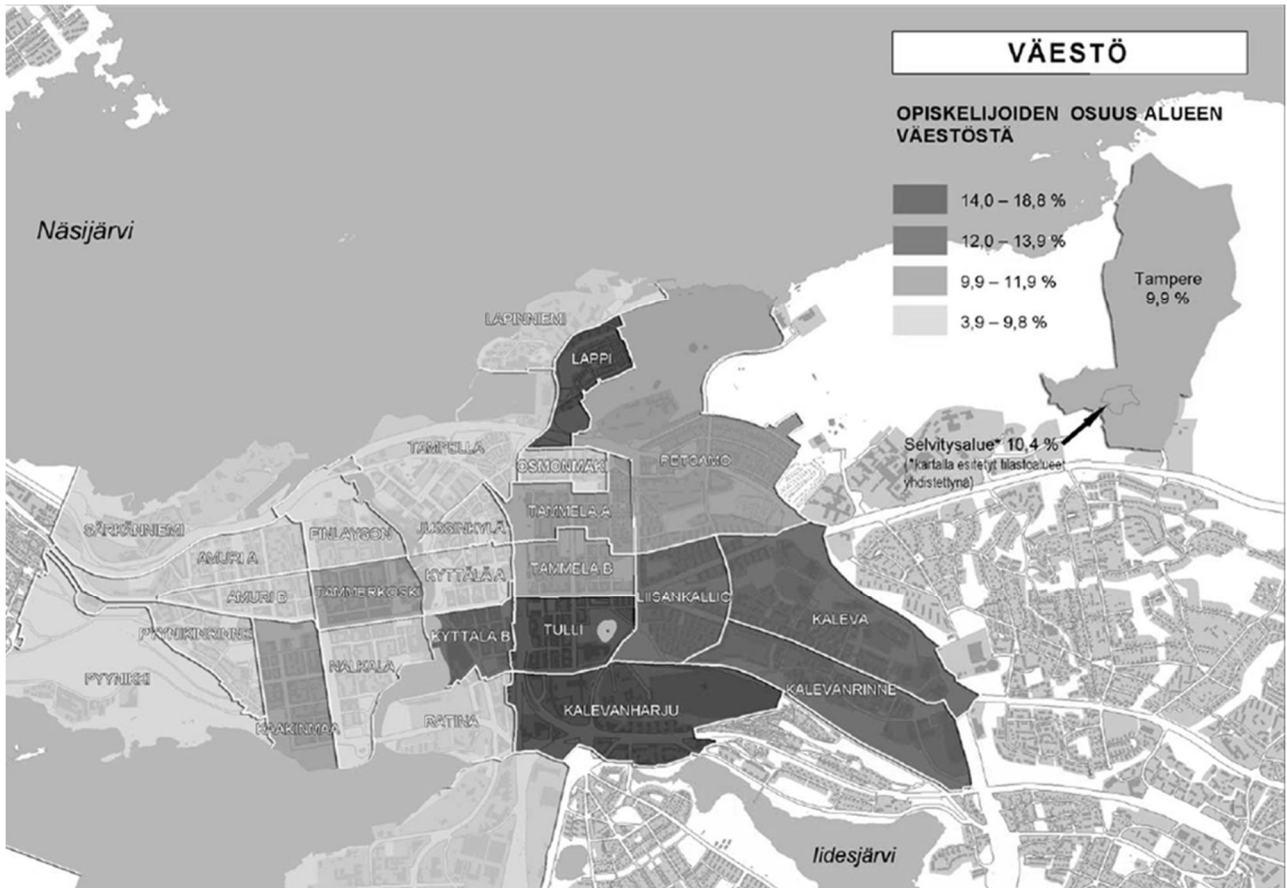 VÄESTÖ
OPISKELIJOIDEN OSUUS ALUEEN
VÄESTÖSTÄ
14,0 – 18,8 %
12,0 – 13,9 %
9,9 – 11,9 %
3,9 – 9,8 %
Tampere
9,9 %
Selvitysalue* 10,4 %
(*kartalla esitetyt tilastoalueet
yhdistettynä)
Näsijärvi
LAPINNIEMI
LAPPI
TAMPELLA
OSMONMÄKI
PETSAMO
SÄRKÄNNIEMI
FINLAYSON
JUSSINKYLÄ
TAMMELA A
AMURI A
KYTTÄLÄ A
TAMMELA B
AMURI B
TAMMERKOSKI
LIISANKALLIO
KALEVA
PYYNIKINRINNE
KYTTÄLÄ B
TULLI
PYYNIKKI
NALKALA
KALEVANRINNE
KAAKINMAA
RATINA
KALEVANHARJU
Iidesjärvi